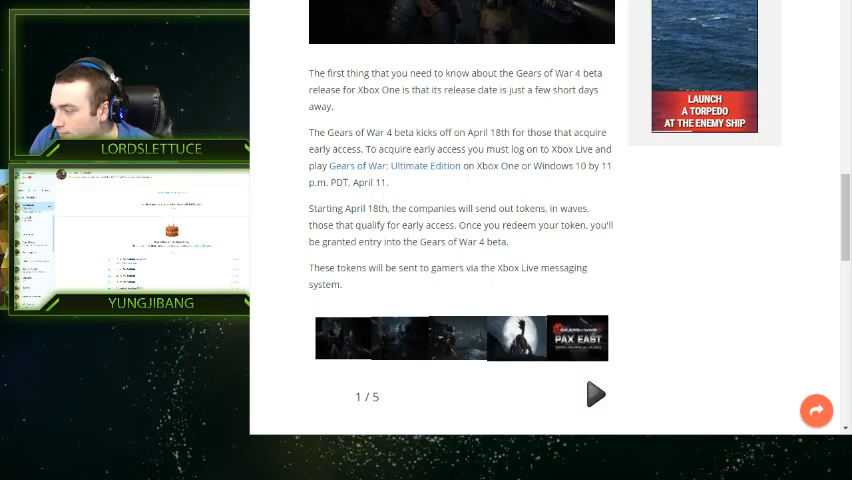 The first thing that you need to know about the Gears of War 4 beta
release for Xbox One is that its release date is just a few short days
away.
The Gears of War 4 beta kicks off on April 18th for those that acquire
early access. To acquire early access you must log on to Xbox Live and
play Gears of War: Ultimate Edition on Xbox One or Windows 10 by 11
p.m. PDT, April 11.
Starting April 18th, the companies will send out tokens, in waves,
those that qualify for early access. Once you redeem your token, you'll
be granted entry into the Gears of War 4 beta.
These tokens will be sent to gamers via the Xbox Live messaging
system.
GEARS OF WAR
PAX EAST
1 / 5
LAUNCH
A TORPEDO
AT THE ENEMY SHIP
LORDSLETTUCE
YUNGJIBANG